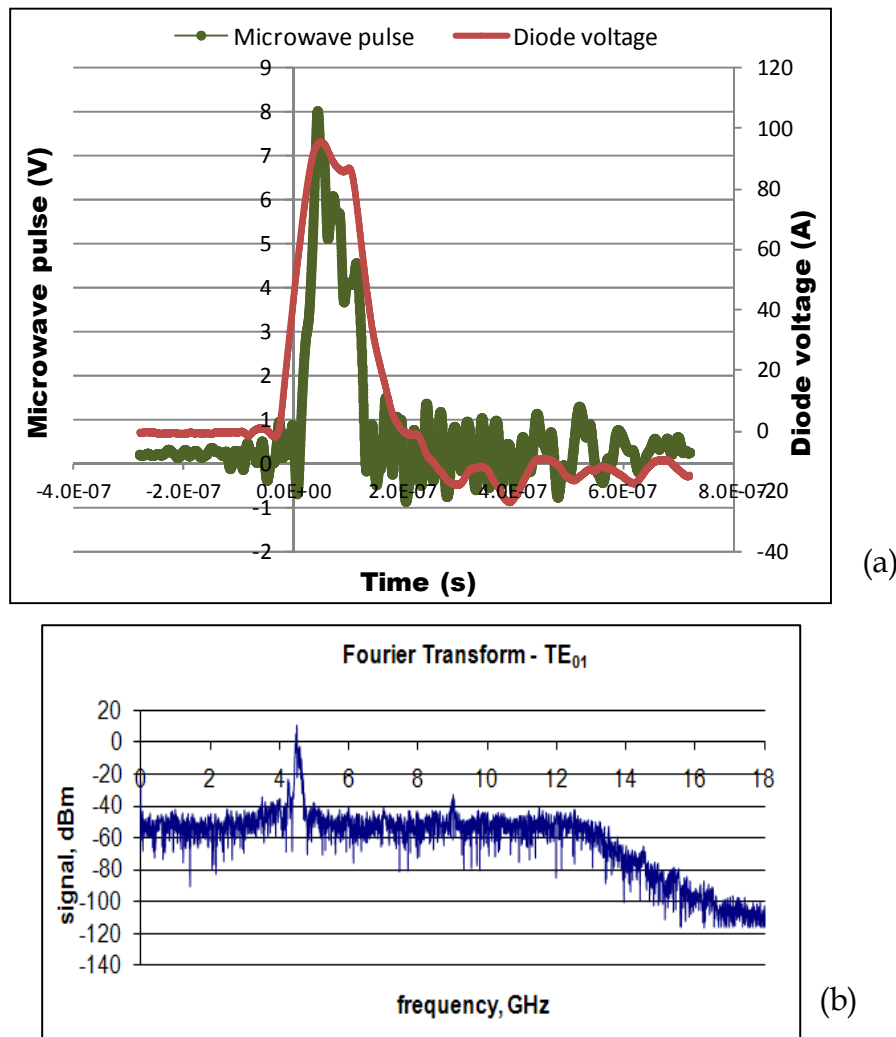 Microwave pulse Diode voltage
9 120
8 100
7 80
6 60
5 40
4 20
3 0
2 -20
1 -40
0
-1
-2
-4.0E-07 -2.0E-07 0.0E+00 2.0E-07 4.0E-07 6.0E-07 8.0E-07
Microwave pulse (V)
Diode voltage (A)
Time (s)
(a)
Fourier Transform - TE₀₁
20
0
-20
-40
-60
-80
-100
-120
-140
0 2 4 6 8 10 12 14 16 18
signal, dBm
frequency, GHz
(b)